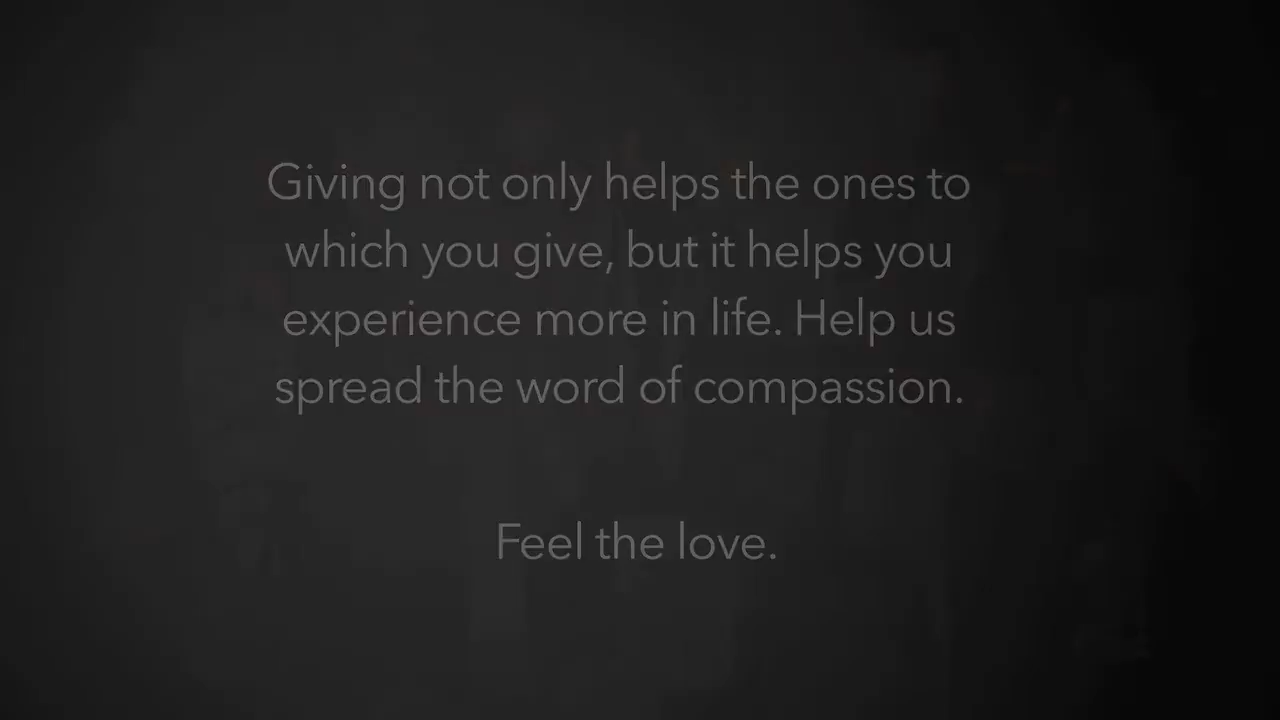 Giving not only helps the ones to
which you give, but it helps you
experience more in life. Help us
spread the word of compassion.
Feel the love.